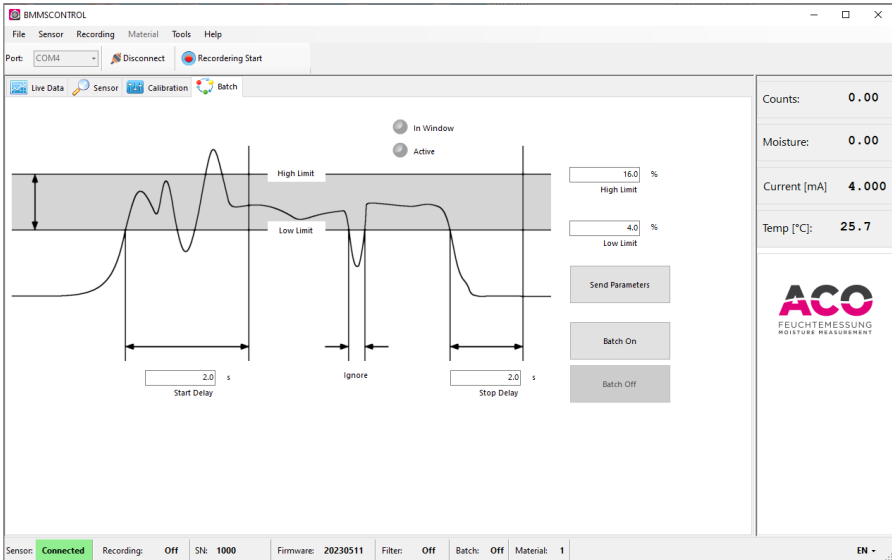 BMMSCONTROL
File Sensor Recording Material Tools Help
Port: COM4 Disconnect Recordering Start
Live Data Sensor Calibration Batch
In Window
Active
High Limit
Low Limit
16.0 %
High Limit
4.0 %
Low Limit
Send Parameters
Batch On
Batch Off
2.0 s
Start Delay
Ignore
2.0 s
Stop Delay
Counts: 0.00
Moisture: 0.00
Current [mA] 4.000
Temp [°C]: 25.7
ACO
FEUCHTEMESSUNG
MOISTURE MEASUREMENT
Sensor: Connected Recording: Off SN: 1000 Firmware: 20230511 Filter: Off Batch: Off Material: 1 EN